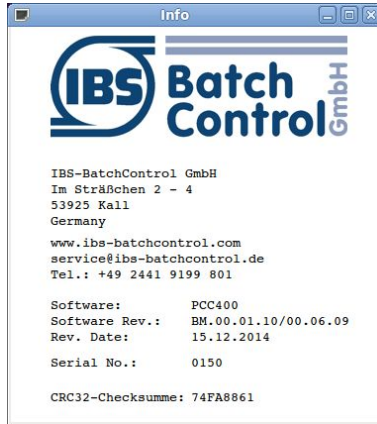 Info
IBS Batch Control GmbH
IBS-BatchControl GmbH
Im Sträßchen 2 - 4
53925 Kall
Germany
www.ibs-batchcontrol.com
service@ibs-batchcontrol.de
Tel.: +49 2441 9199 801
Software: PCC400
Software Rev.: BM.00.01.10/00.06.09
Rev. Date: 15.12.2014
Serial No.: 0150
CRC32-Checksumme: 74FA8861